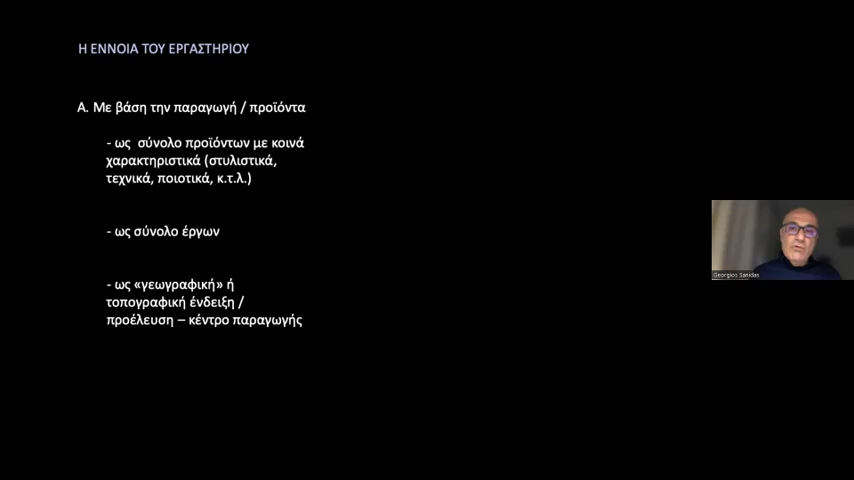 Η ΕΝΝΟΙΑ ΤΟΥ ΕΡΓΑΣΤΗΡΙΟΥ
Α. Με βάση την παραγωγή / προϊόντα
- ως σύνολο προϊόντων με κοινά
χαρακτηριστικά (στυλιστικά,
τεχνικά, ποιοτικά, κ.τ.λ.)
- ως σύνολο έργων
- ως «γεωγραφική» ή
τοπογραφική ένδειξη /
προέλευση – κέντρο παραγωγής
Georgios Sanidas